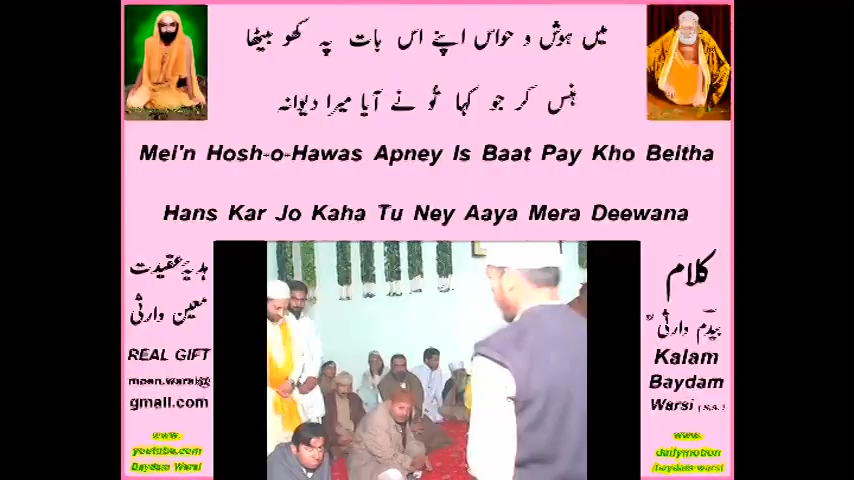 میں ہوش و حواس اپنے اس بات پہ کھو بیٹھا
ہنس کر جو کہا تُو نے آیا میرا دیوانہ
Mei'n Hosh-o-Hawas Apney Is Baat Pay Kho Beitha
Hans Kar Jo Kaha Tu Ney Aaya Mera Deewana
ہدیہ عقیدت
معین وارثی
REAL GIFT
moen.warsi@
gmail.com
www.
youtube.com
Baydam Warsi
کلام
بیدم وارثی
Kalam
Baydam
Warsi
www.
dailymotion
/baydam-warsi